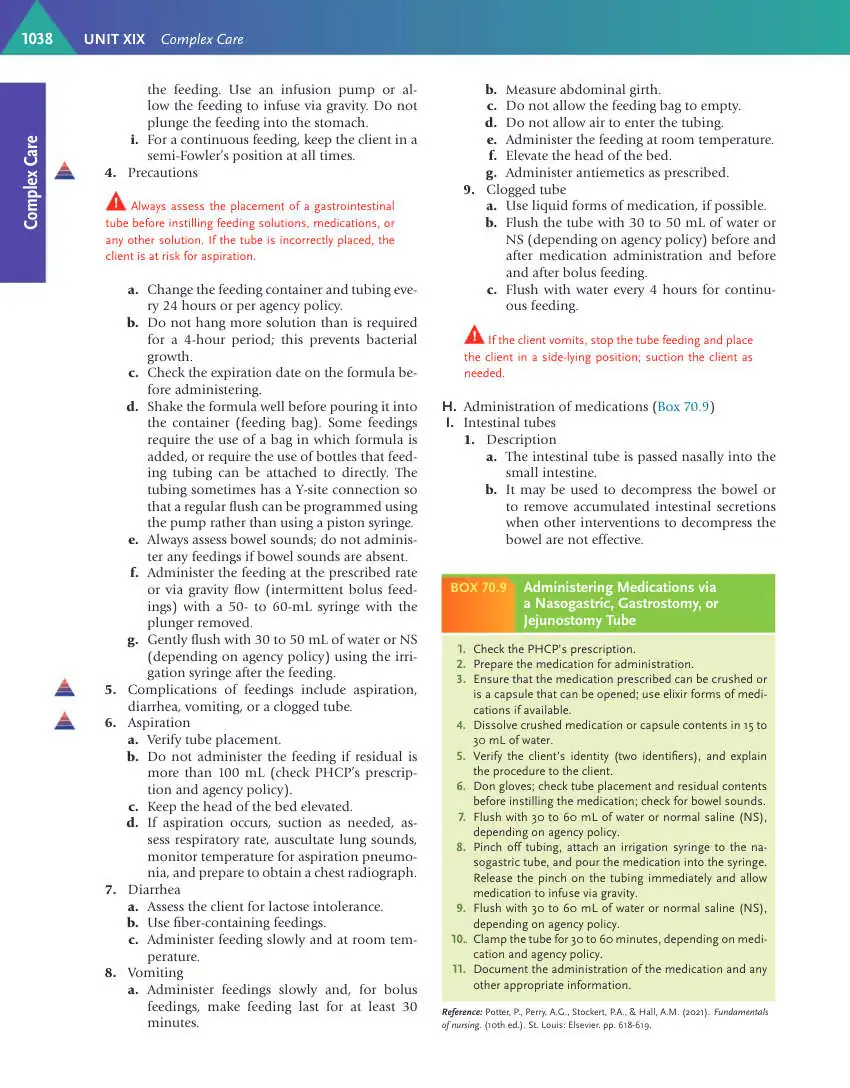 1038
UNIT XIX Complex Care
Complex Care
the feeding. Use an infusion pump or al-
low the feeding to infuse via gravity. Do not
plunge the feeding into the stomach.
i. For a continuous feeding, keep the client in a
semi-Fowler's position at all times.
4. Precautions
Always assess the placement of a gastrointestinal
tube before instilling feeding solutions, medications, or
any other solution. If the tube is incorrectly placed, the
client is at risk for aspiration.
a. Change the feeding container and tubing eve-
ry 24 hours or per agency policy.
b. Do not hang more solution than is required
for a 4-hour period; this prevents bacterial
growth.
c. Check the expiration date on the formula be-
fore administering.
d. Shake the formula well before pouring it into
the container (feeding bag). Some feedings
require the use of a bag in which formula is
added, or require the use of bottles that feed-
ing tubing can be attached to directly. The
tubing sometimes has a Y-site connection so
that a regular flush can be programmed using
the pump rather than using a piston syringe.
e. Always assess bowel sounds; do not adminis-
ter any feedings if bowel sounds are absent.
f. Administer the feeding at the prescribed rate
or via gravity flow (intermittent bolus feed-
ings) with a 50- to 60-mL syringe with the
plunger removed.
g. Gently flush with 30 to 50 mL of water or NS
(depending on agency policy) using the irri-
gation syringe after the feeding.
5. Complications of feedings include aspiration,
diarrhea, vomiting, or a clogged tube.
6. Aspiration
a. Verify tube placement.
b. Do not administer the feeding if residual is
more than 100 mL (check PHCP's prescrip-
tion and agency policy).
c. Keep the head of the bed elevated.
d. If aspiration occurs, suction as needed, as-
sess respiratory rate, auscultate lung sounds,
monitor temperature for aspiration pneumo-
nia, and prepare to obtain a chest radiograph.
7. Diarrhea
a. Assess the client for lactose intolerance.
b. Use fiber-containing feedings.
c. Administer feeding slowly and at room tem-
perature.
8. Vomiting
a. Administer feedings slowly and, for bolus
feedings, make feeding last for at least 30
minutes.
b. Measure abdominal girth.
c. Do not allow the feeding bag to empty.
d. Do not allow air to enter the tubing.
e. Administer the feeding at room temperature.
f. Elevate the head of the bed.
g. Administer antiemetics as prescribed.
9. Clogged tube
a. Use liquid forms of medication, if possible.
b. Flush the tube with 30 to 50 mL of water or
NS (depending on agency policy) before and
after medication administration and before
and after bolus feeding.
c. Flush with water every 4 hours for continu-
ous feeding.
If the client vomits, stop the tube feeding and place
the client in a side-lying position; suction the client as
needed.
H. Administration of medications (Box 70.9)
I. Intestinal tubes
1. Description
a. The intestinal tube is passed nasally into the
small intestine.
b. It may be used to decompress the bowel or
to remove accumulated intestinal secretions
when other interventions to decompress the
bowel are not effective.
BOX 70.9 Administering Medications via
a Nasogastric, Gastrostomy, or
Jejunostomy Tube
1. Check the PHCP's prescription.
2. Prepare the medication for administration.
3. Ensure that the medication prescribed can be crushed or
is a capsule that can be opened; use elixir forms of medi-
cations if available.
4. Dissolve crushed medication or capsule contents in 15 to
30 mL of water.
5. Verify the client's identity (two identifiers), and explain
the procedure to the client.
6. Don gloves; check tube placement and residual contents
before instilling the medication; check for bowel sounds.
7. Flush with 30 to 60 mL of water or normal saline (NS),
depending on agency policy.
8. Pinch off tubing, attach an irrigation syringe to the na-
sogastric tube, and pour the medication into the syringe.
Release the pinch on the tubing immediately and allow
medication to infuse via gravity.
9. Flush with 30 to 60 mL of water or normal saline (NS),
depending on agency policy.
10.. Clamp the tube for 30 to 60 minutes, depending on medi-
cation and agency policy.
11. Document the administration of the medication and any
other appropriate information.
Reference: Potter, P., Perry, A.G., Stockert, P.A., & Hall, A.M. (2021). Fundamentals
of nursing. (10th ed.). St. Louis: Elsevier. pp. 618-619.